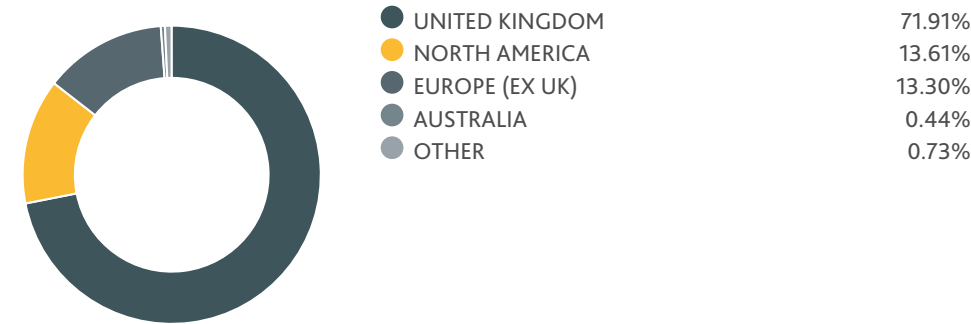 UNITED KINGDOM 71.91%
NORTH AMERICA 13.61%
EUROPE (EX UK) 13.30%
AUSTRALIA 0.44%
OTHER 0.73%